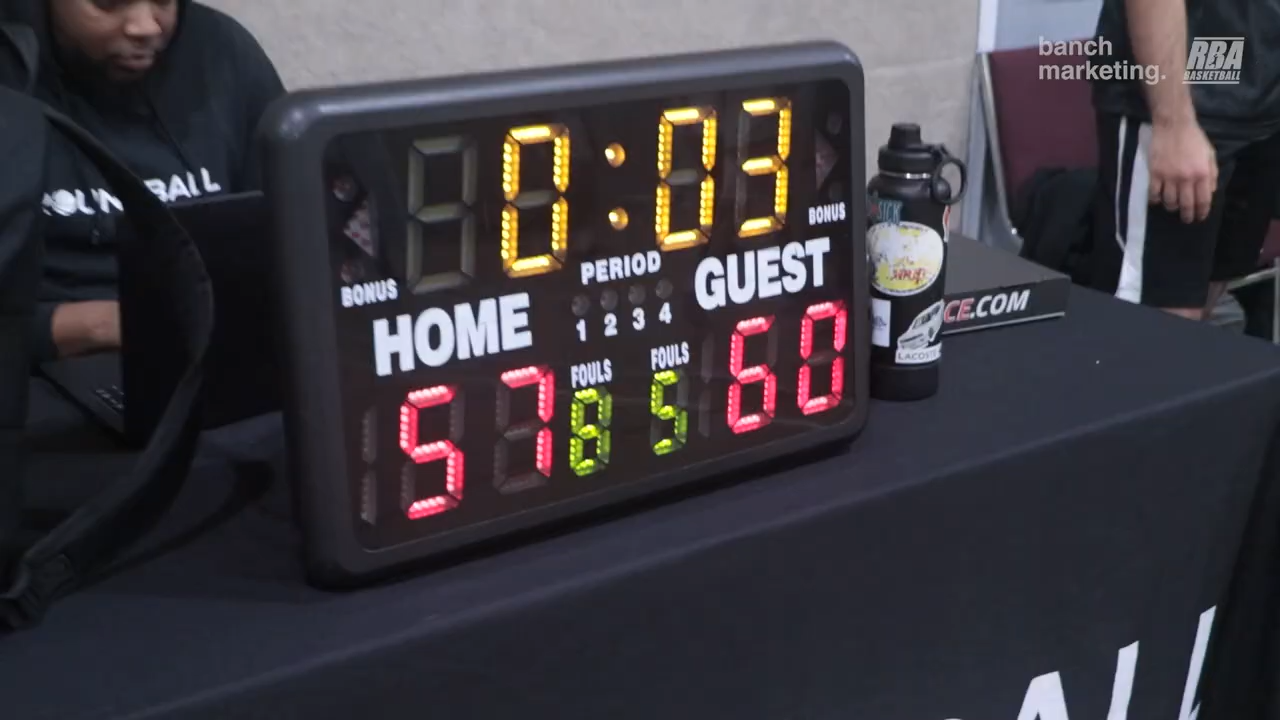 banch
marketing.
RBA
BASKETBALL
0:03
BONUS
BONUS
PERIOD
1 2 3 4
HOME
GUEST
FOULS
FOULS
57
8
5
60
CE.COM
LACOSTE